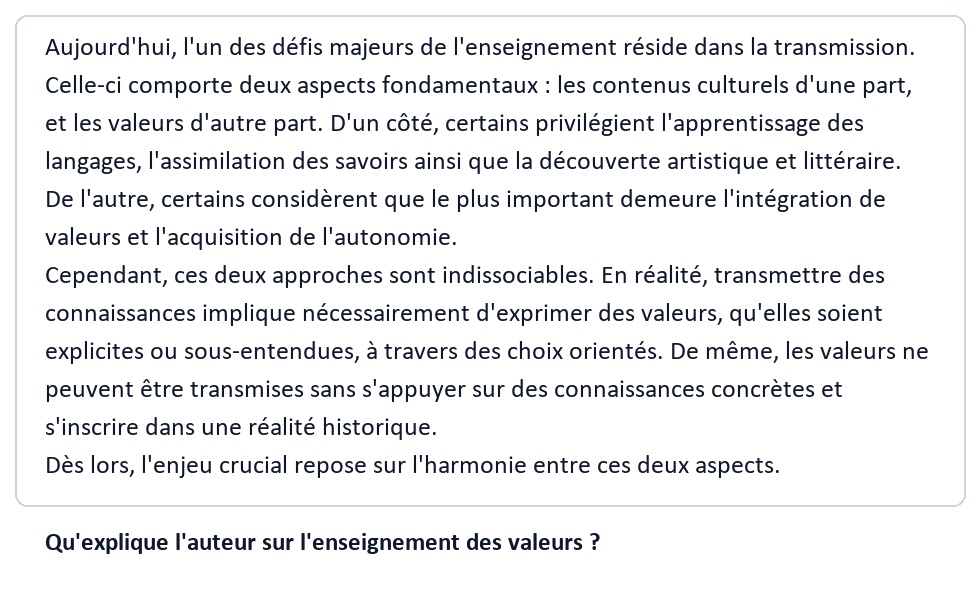 Aujourd'hui, l'un des défis majeurs de l'enseignement réside dans la transmission.
Celle-ci comporte deux aspects fondamentaux : les contenus culturels d'une part,
et les valeurs d'autre part. D'un côté, certains privilégient l'apprentissage des
langages, l'assimilation des savoirs ainsi que la découverte artistique et littéraire.
De l'autre, certains considèrent que le plus important demeure l'intégration de
valeurs et l'acquisition de l'autonomie.
Cependant, ces deux approches sont indissociables. En réalité, transmettre des
connaissances implique nécessairement d'exprimer des valeurs, qu'elles soient
explicites ou sous-entendues, à travers des choix orientés. De même, les valeurs ne
peuvent être transmises sans s'appuyer sur des connaissances concrètes et
s'inscrire dans une réalité historique.
Dès lors, l'enjeu crucial repose sur l'harmonie entre ces deux aspects.
Qu'explique l'auteur sur l'enseignement des valeurs ?